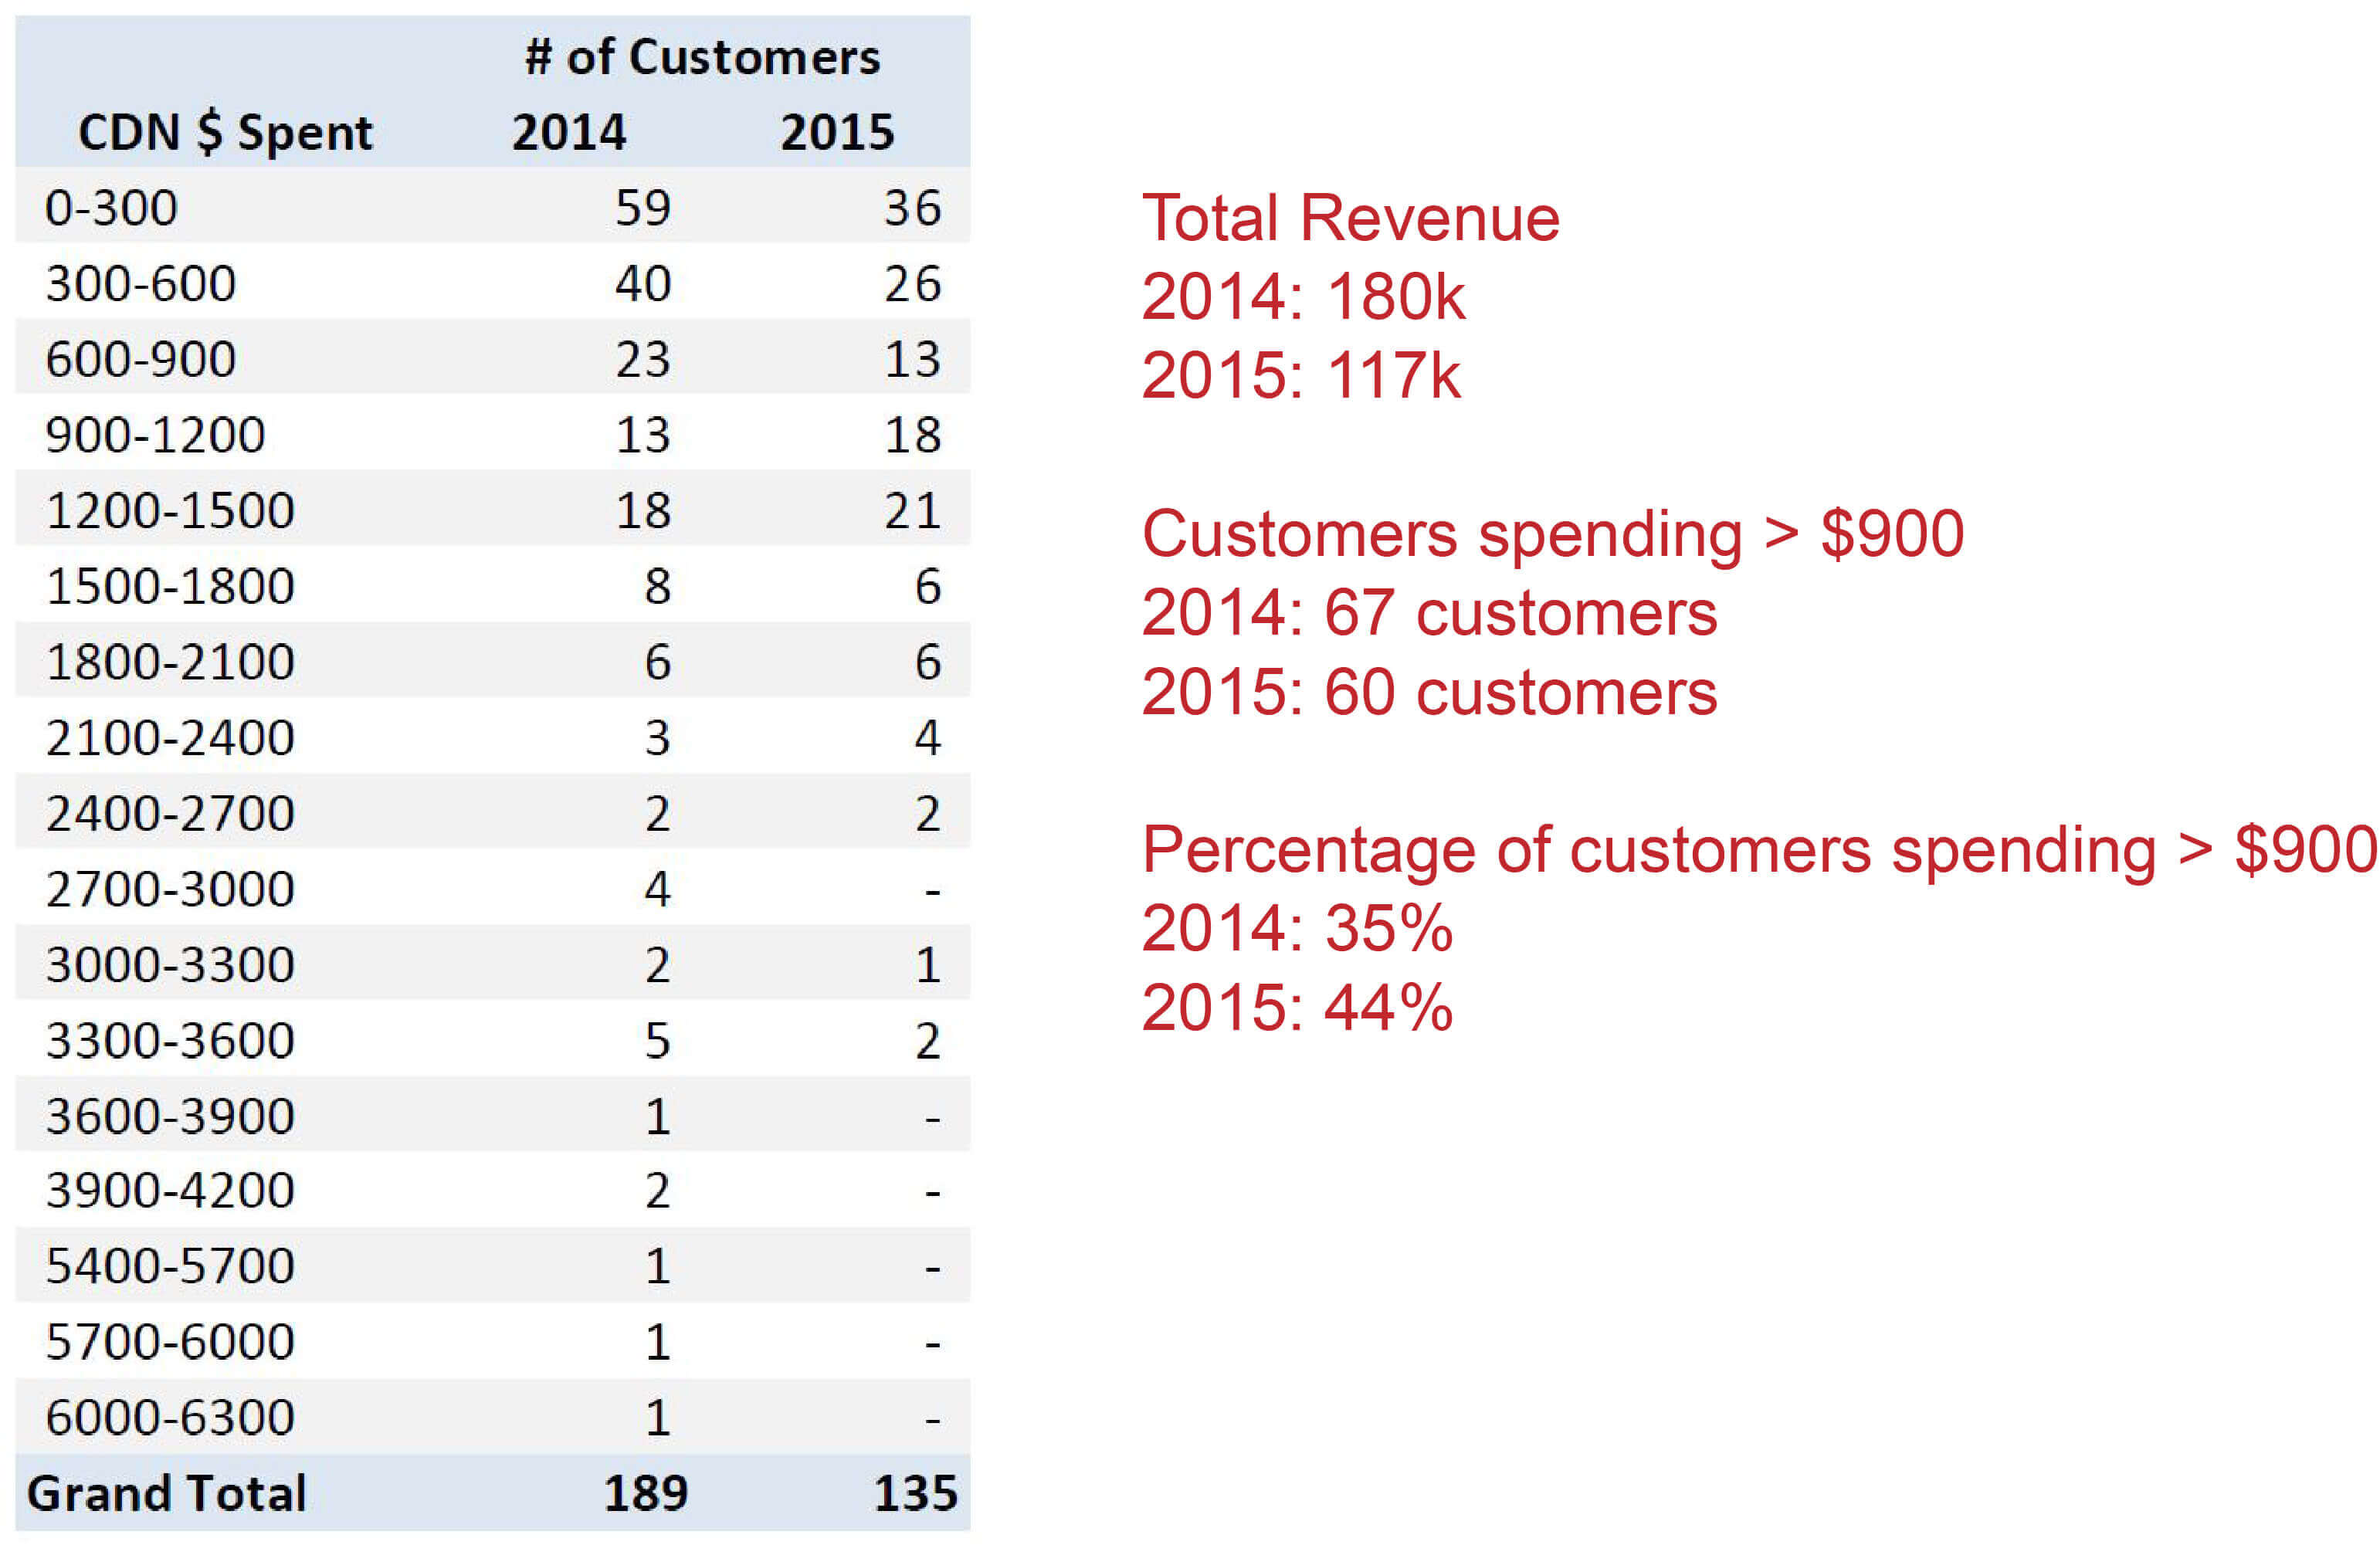 # of Customers
CDN $ Spent 2014 2015
0-300 59 36
300-600 40 26
600-900 23 13
900-1200 13 18
1200-1500 18 21
1500-1800 8 6
1800-2100 6 6
2100-2400 3 4
2400-2700 2 2
2700-3000 4 -
3000-3300 2 1
3300-3600 5 2
3600-3900 1 -
3900-4200 2 -
5400-5700 1 -
5700-6000 1 -
6000-6300 1 -
Grand Total 189 135
Total Revenue
2014: 180k
2015: 117k
Customers spending > $900
2014: 67 customers
2015: 60 customers
Percentage of customers spending > $900
2014: 35%
2015: 44%